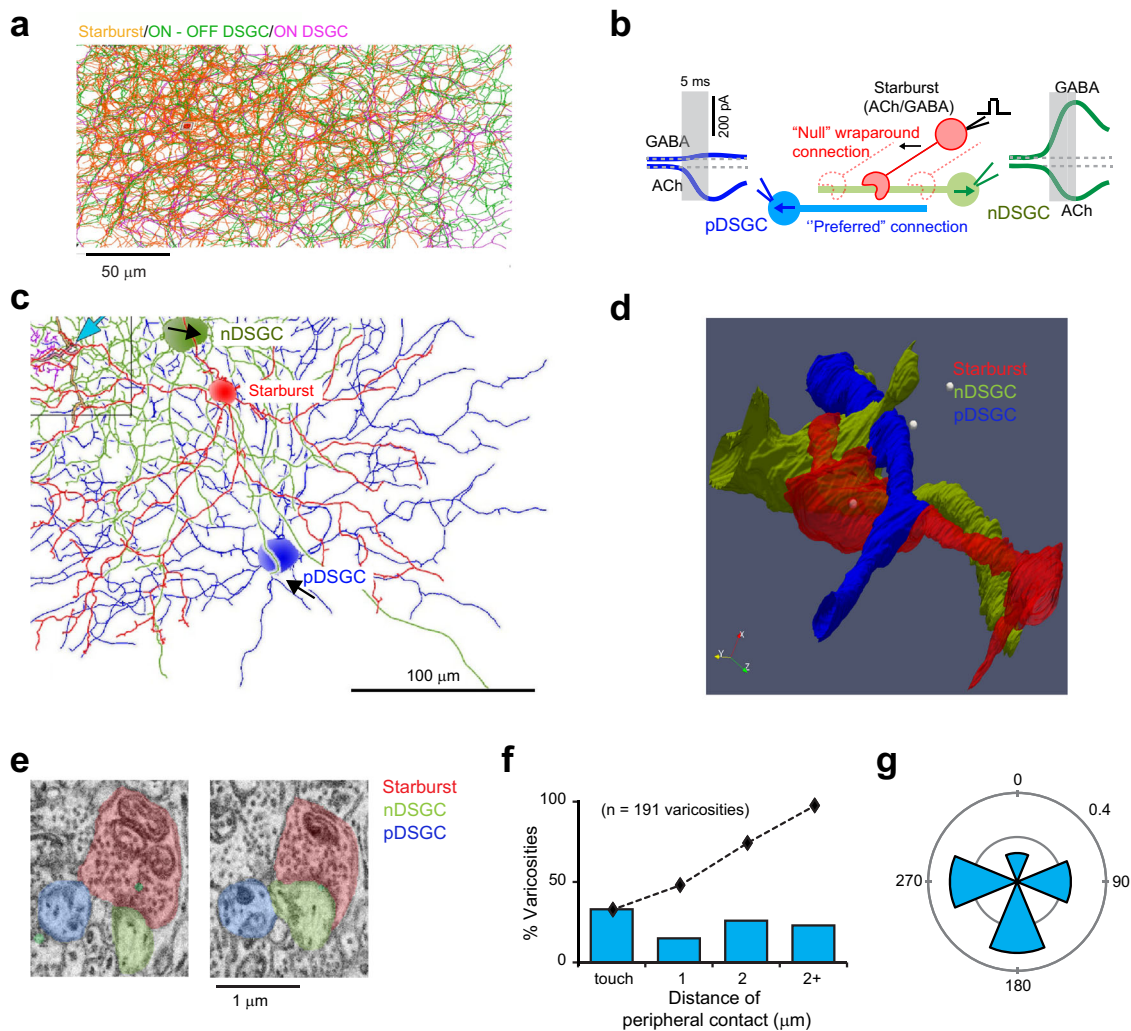 a
Starburst/ON - OFF DSGC/ON DSGC
50 μm
b
5 ms
200 pA
GABA
ACh
Starburst
(ACh/GABA)
“Null” wraparound
connection
pDSGC
‘'Preferred” connection
nDSGC
GABA
ACh
c
nDSGC
Starburst
pDSGC
100 μm
d
Starburst
nDSGC
pDSGC
X
Y
Z
e
Starburst
nDSGC
pDSGC
1 μm
f
100
50
0
% Varicosities
(n = 191 varicosities)
touch
1
2
2+
Distance of
peripheral contact (μm)
g
0
0.4
90
180
270